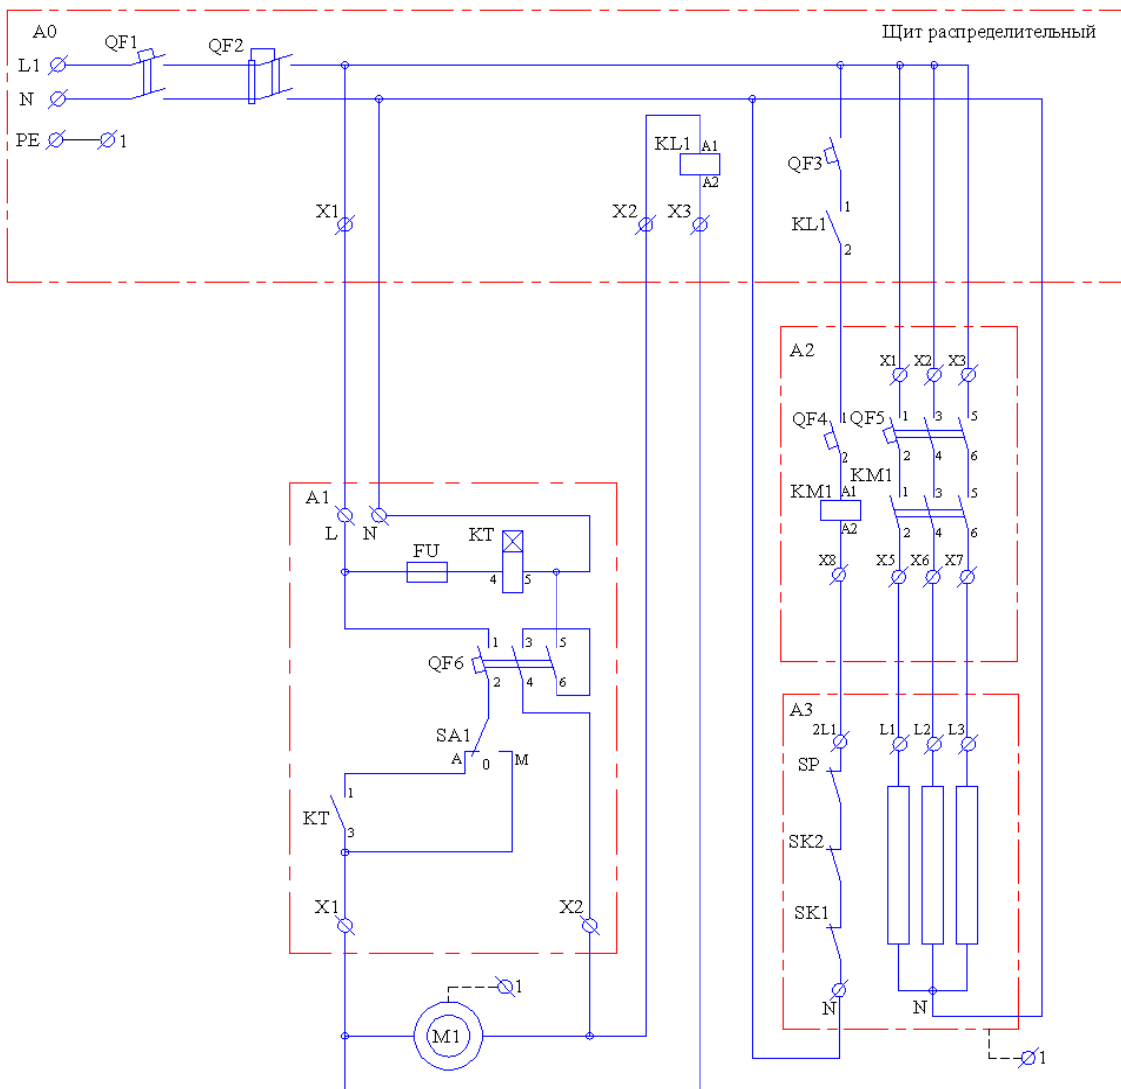 A0
QF1
QF2
Щит распределительный
L1
N
PE
1
KL1
A1
A2
QF3
X1
X2
X3
1
KL1
2
A2
X1
X2
X3
QF4
1
2
QF5
1
3
5
2
4
6
KM1
KM1
A1
A2
1
3
5
2
4
6
X8
X5
X6
X7
A1
L
N
KT
FU
4
5
1
3
5
QF6
2
4
6
SA1
A
0
M
1
KT
3
X1
X2
A3
2L1
L1
L2
L3
SP
SK2
SK1
N
N
1
M1
1